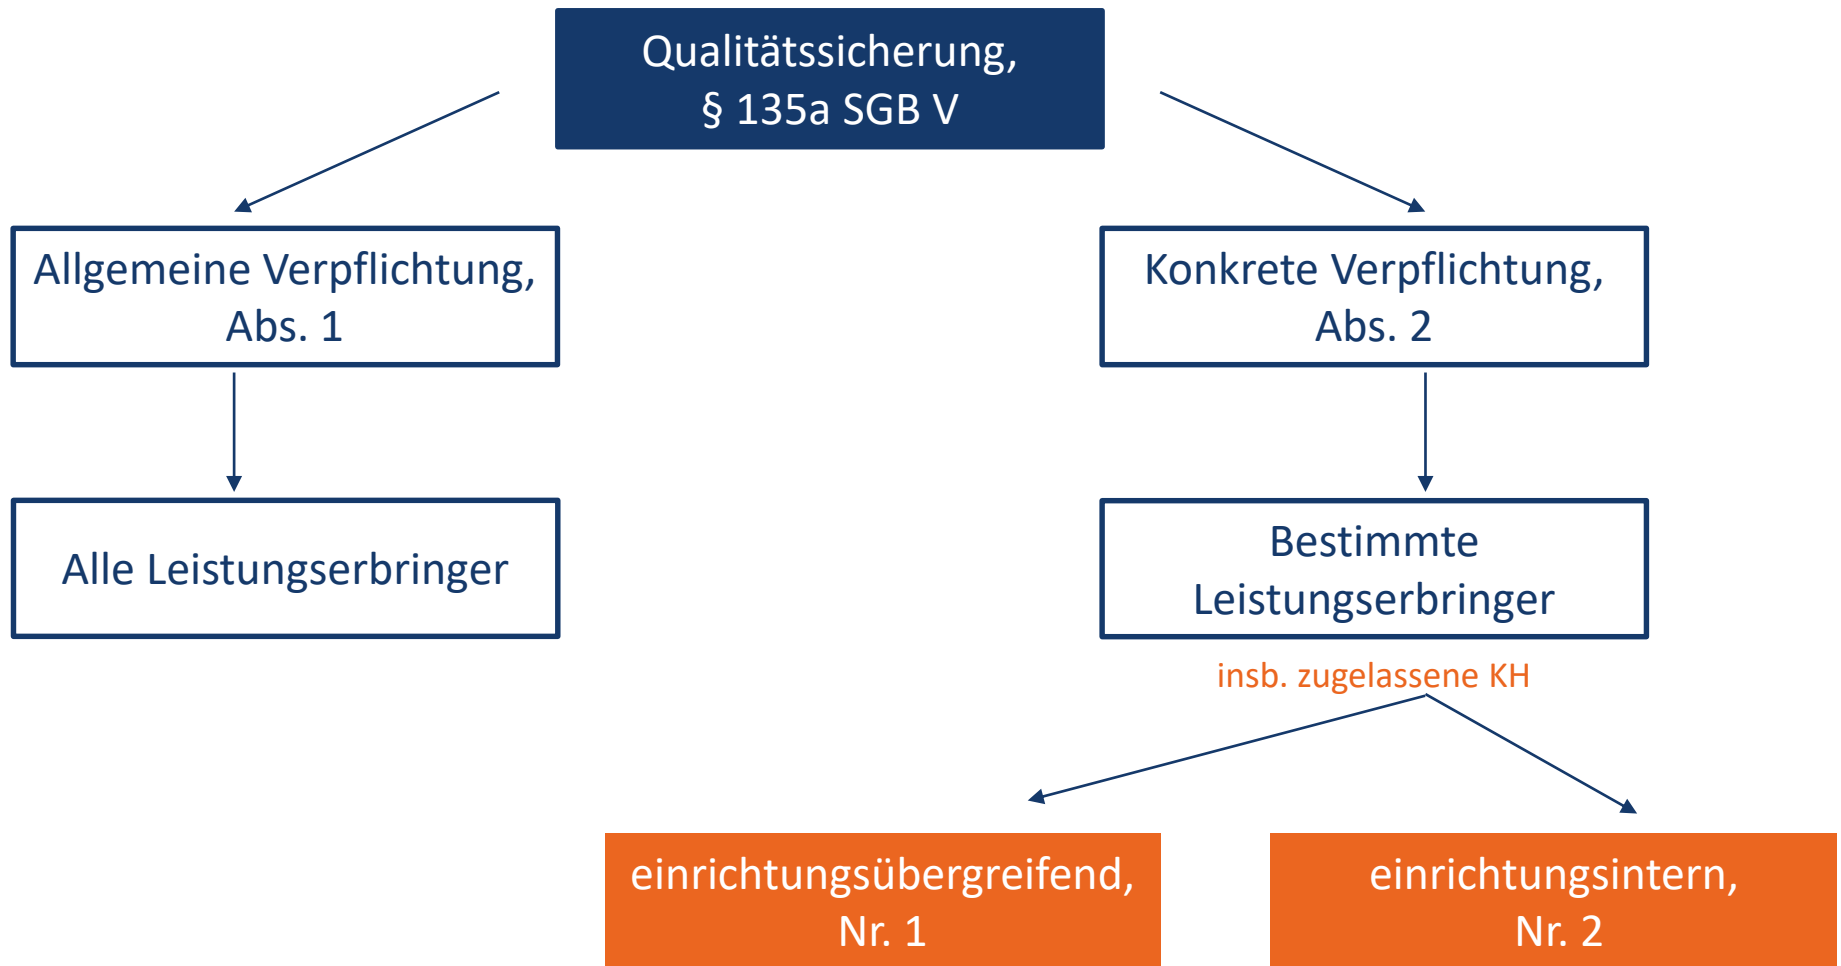 Qualitätssicherung,
§ 135a SGB V
Allgemeine Verpflichtung,
Abs. 1
Konkrete Verpflichtung,
Abs. 2
Alle Leistungserbringer
Bestimmte
Leistungserbringer
insb. zugelassene KH
einrichtungsübergreifend,
Nr. 1
einrichtungsintern,
Nr. 2